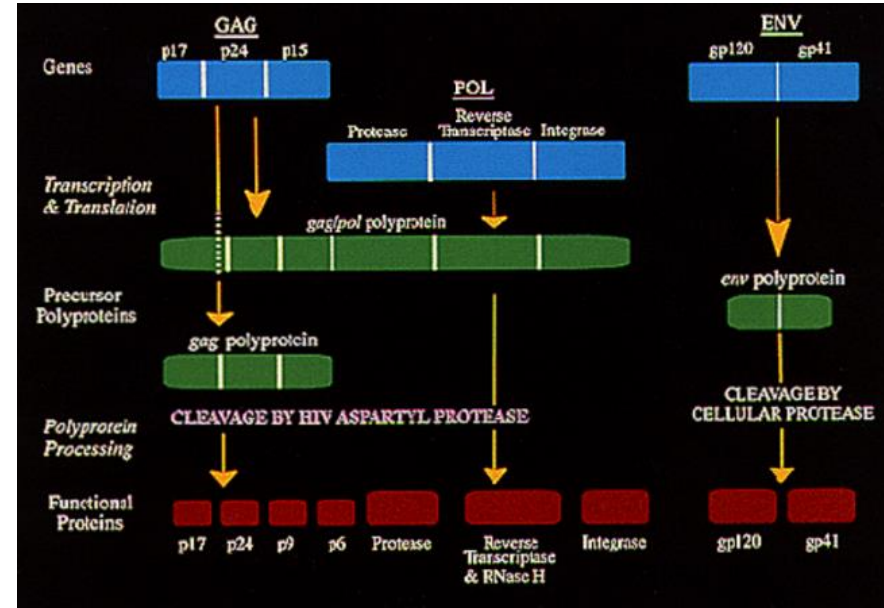 GAG
p17 p24 p15
Genes
POL
Protease Reverse Transcriptase Integrase
ENV
gp120 gp41
Transcription
& Translation
gag/pol polyprotein
Precursor
Polyproteins
gag polyprotein
env polyprotein
CLEAVAGE BY HIV ASPARTYL PROTEASE
CLEAVAGE BY
CELLULAR PROTEASE
Polyprotein
Processing
Functional
Proteins
p17 p24 p9 p6 Protease Reverse Integrase gp120 gp41
Transcriptase
& RNase H